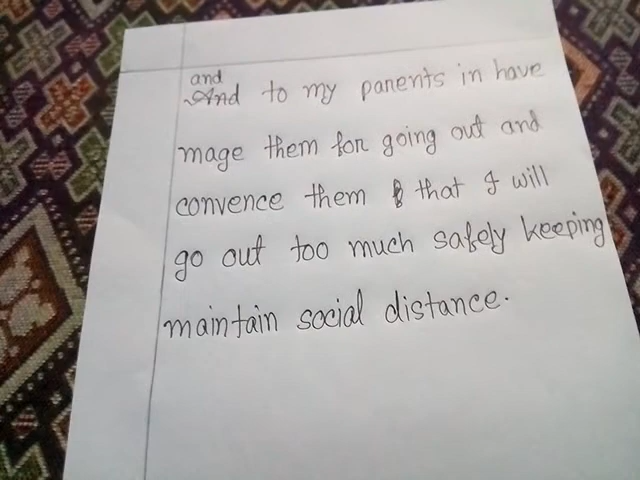 and
And to my parents in have
mage them for going out and
convence them that I will
go out too much safely keeping
maintain social distance.